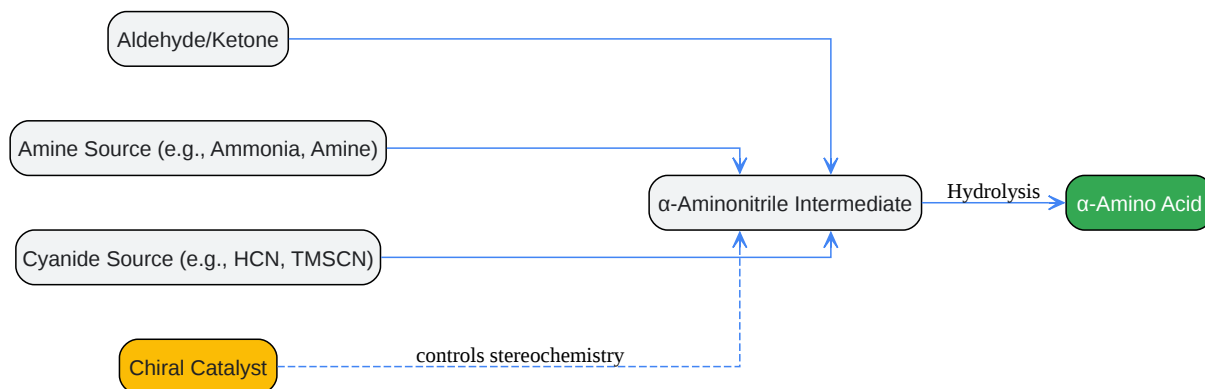 Aldehyde/Ketone
Amine Source (e.g., Ammonia, Amine)
α-Aminonitrile Intermediate
Hydrolysis
α-Amino Acid
Cyanide Source (e.g., HCN, TMSCN)
Chiral Catalyst
controls stereochemistry